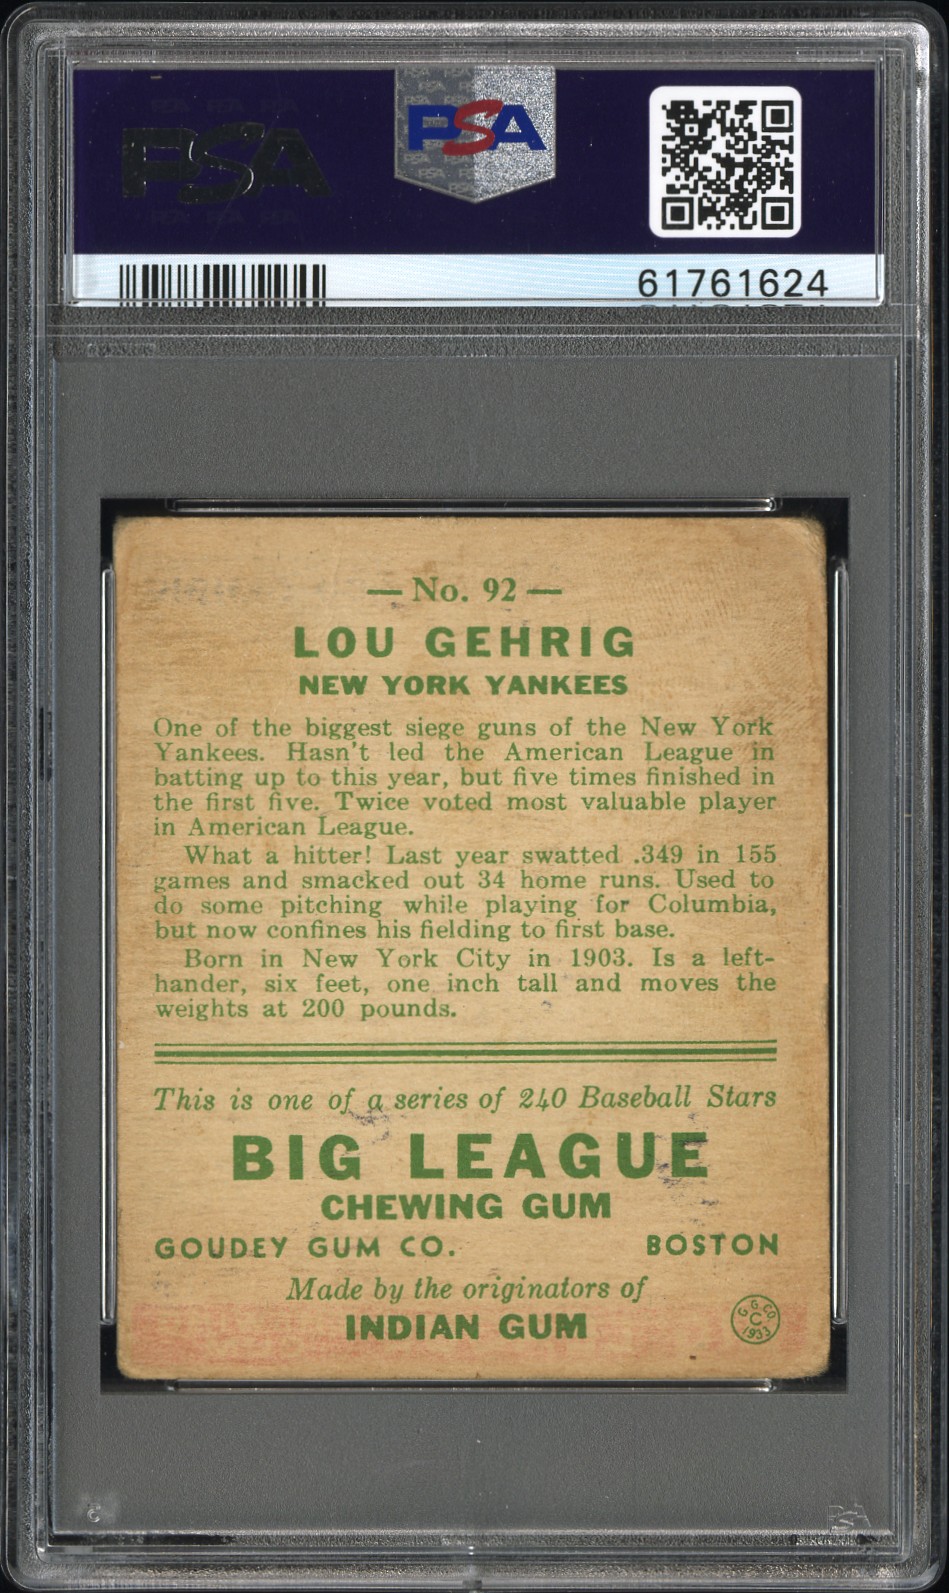 PSA
PSA
61761624
— No. 92 —
LOU GEHRIG
NEW YORK YANKEES
One of the biggest siege guns of the New York
Yankees. Hasn't led the American League in
batting up to this year, but five times finished in
the first five. Twice voted most valuable player
in American League.
What a hitter! Last year swatted .349 in 155
games and smacked out 34 home runs. Used to
do some pitching while playing for Columbia,
but now confines his fielding to first base.
Born in New York City in 1903. Is a left-
hander, six feet, one inch tall and moves the
weights at 200 pounds.
This is one of a series of 240 Baseball Stars
BIG LEAGUE
CHEWING GUM
GOUDEY GUM CO. BOSTON
Made by the originators of
INDIAN GUM
G. G. CO.
C
1933